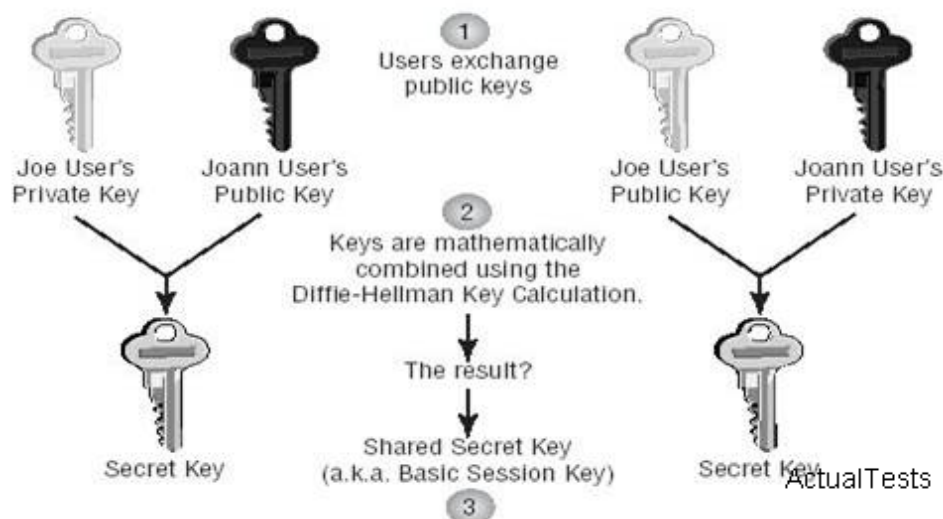 1
Users exchange
public keys
Joe User's
Private Key
Joann User's
Public Key
Joe User's
Public Key
Joann User's
Private Key
2
Keys are mathematically
combined using the
Diffie-Hellman Key Calculation.
The result?
Shared Secret Key
(a.k.a. Basic Session Key)
3
Secret Key
Secret Key
ActualTests